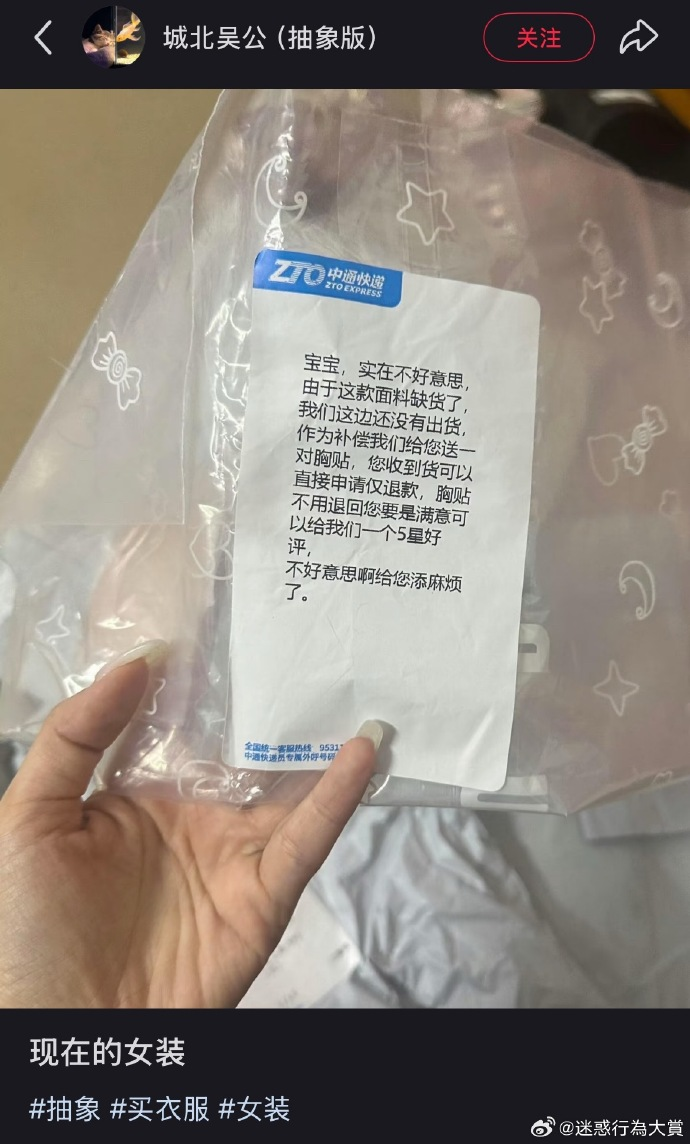 城北吴公（抽象版）
关注
ZTO 中通快递
ZTO EXPRESS
宝宝，实在不好意思，
由于这款面料缺货了，
我们这边还没有出货，
作为补偿我们给您送一
对胸贴，您收到货可以
直接申请仅退款，胸贴
不用退回您要是满意可
以给我们一个5星好
评，
不好意思啊给您添麻烦
了。
全国统一客服热线 9531
中通快递员专属外呼号码
现在的女装
#抽象 #买衣服 #女装
@迷惑行為大賞